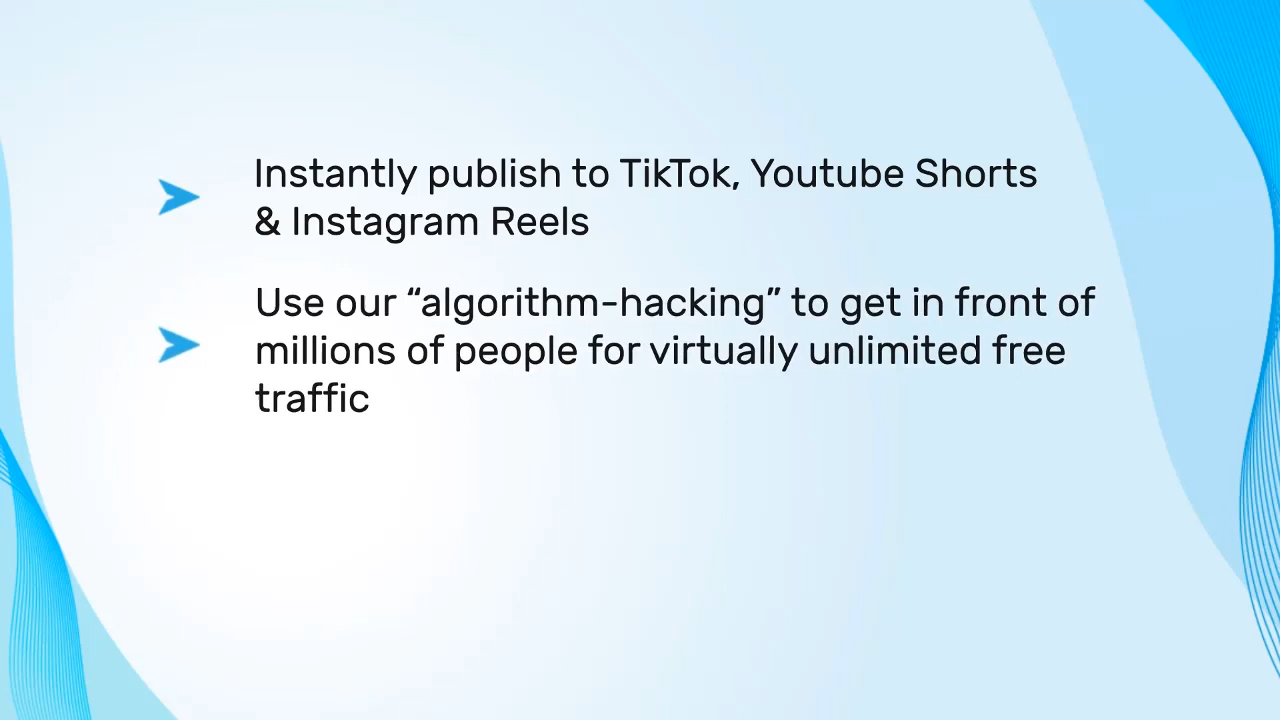 Instantly publish to TikTok, Youtube Shorts
& Instagram Reels
Use our “algorithm-hacking” to get in front of
millions of people for virtually unlimited free
traffic